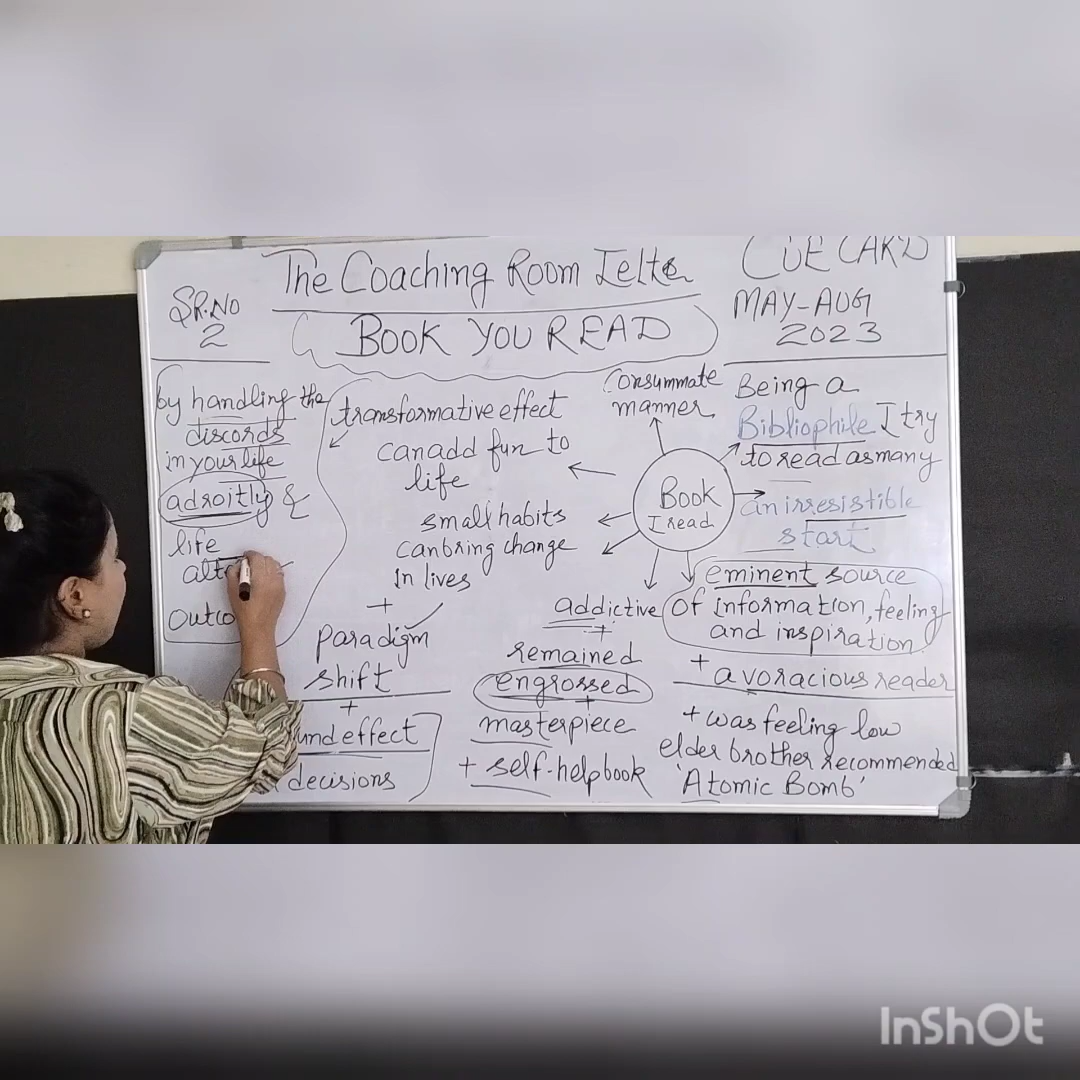 The Coaching Room Ielts
CUE CARD
SR.NO
2
BOOK YOU READ
MAY-AUG
2023
by handling the
discords
in your life
adroitly &
life
transformative effect
can add fun to
life
small habits
can bring change
in lives
+
paradigm
shift
+
effect
decisions
Consummate
manner
Book
I read
addictive
+
remained
engrossed
+
masterpiece
+ self-help book
Being a
Bibliophile I try
to read as many
an irresistible
start
eminent source
of information, feeling
and inspiration
+ a voracious reader
+ was feeling low
elder brother recommended
'Atomic Bomb'
InShOt